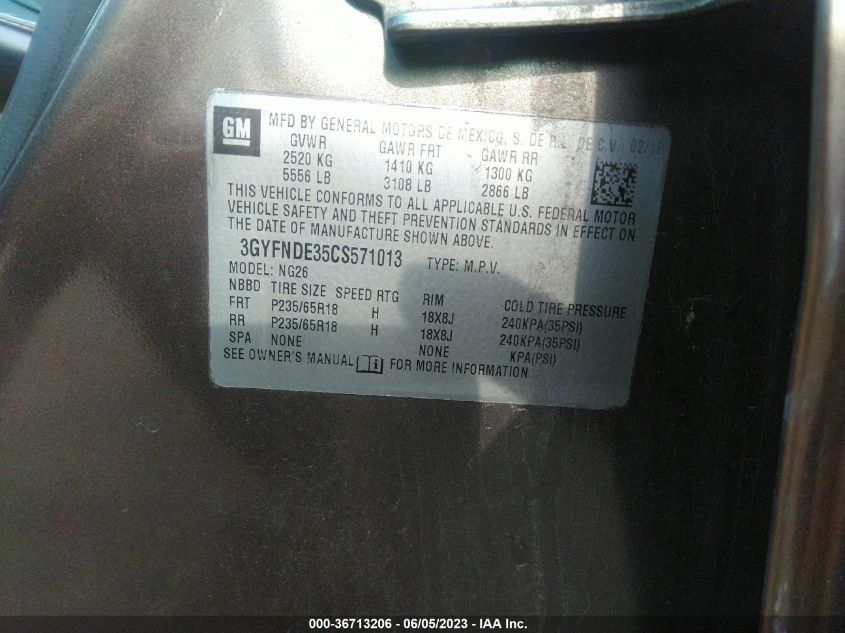 GM
MFD BY GENERAL MOTORS DE MEXICO, S. DE R.L. DE C.V. 02/12
GVWR GAWR FRT GAWR RR
2520 KG 1410 KG 1300 KG
5556 LB 3108 LB 2866 LB
THIS VEHICLE CONFORMS TO ALL APPLICABLE U.S. FEDERAL MOTOR
VEHICLE SAFETY AND THEFT PREVENTION STANDARDS IN EFFECT ON
THE DATE OF MANUFACTURE SHOWN ABOVE.
3GYFNDE35CS571013 TYPE: M.P.V.
MODEL: NG26
NBBD TIRE SIZE SPEED RTG RIM COLD TIRE PRESSURE
FRT P235/65R18 H 18X8J 240KPA(35PSI)
RR P235/65R18 H 18X8J 240KPA(35PSI)
SPA NONE NONE KPA(PSI)
SEE OWNER'S MANUAL FOR MORE INFORMATION.
000-36713206 - 06/05/2023 - IAA Inc.